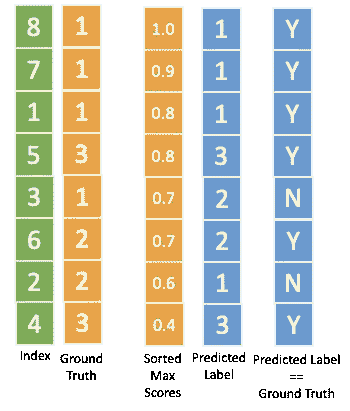 8 1 1.0 1 Y
7 1 0.9 1 Y
1 1 0.8 1 Y
5 3 0.8 3 Y
3 1 0.7 2 N
6 2 0.7 2 Y
2 2 0.6 1 N
4 3 0.4 3 Y
Index Ground Sorted Predicted Predicted Label
Truth Max Label ==
Scores Ground Truth